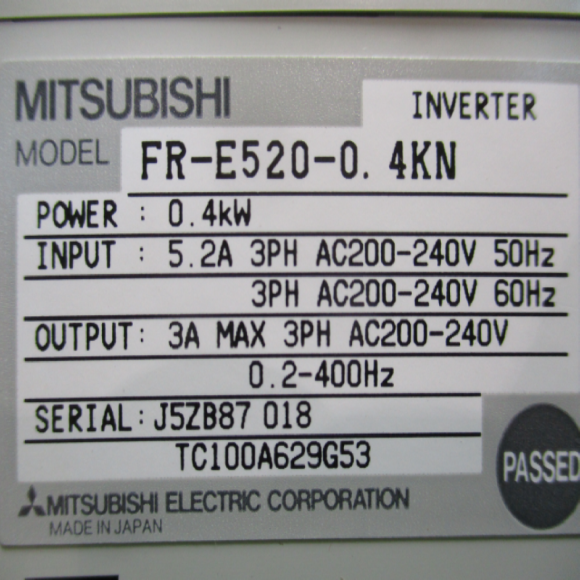 MITSUBISHI
INVERTER
MODEL FR-E520-0.4KN
POWER : 0.4kW
INPUT : 5.2A 3PH AC200-240V 50Hz
3PH AC200-240V 60Hz
OUTPUT: 3A MAX 3PH AC200-240V
0.2-400Hz
SERIAL: J5ZB87 018
TC100A629G53
PASSED
MITSUBISHI ELECTRIC CORPORATION
MADE IN JAPAN